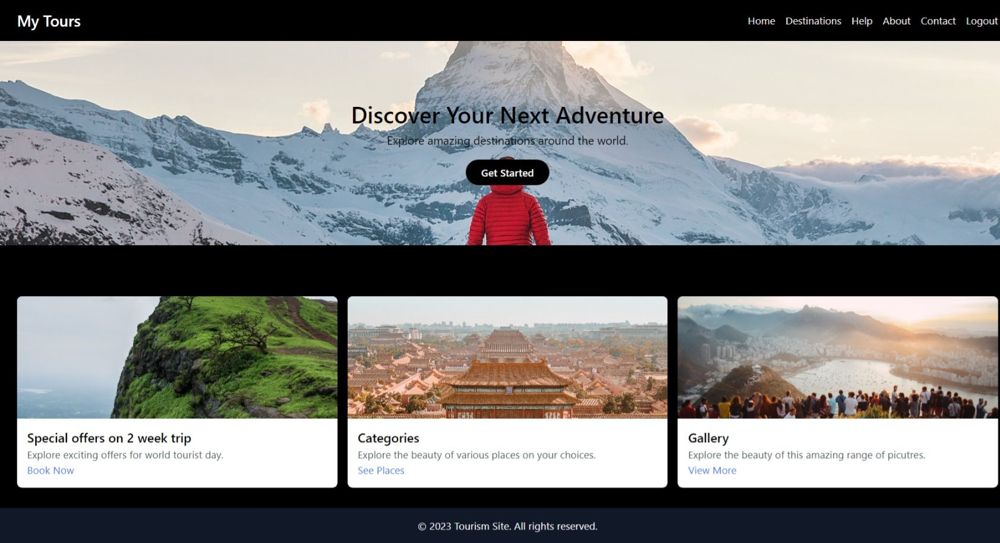 My Tours
Home Destinations Help About Contact Logout
Discover Your Next Adventure
Explore amazing destinations around the world.
Get Started
Special offers on 2 week trip
Explore exciting offers for world tourist day.
Book Now
Categories
Explore the beauty of various places on your choices.
See Places
Gallery
Explore the beauty of this amazing range of picutres.
View More
© 2023 Tourism Site. All rights reserved.